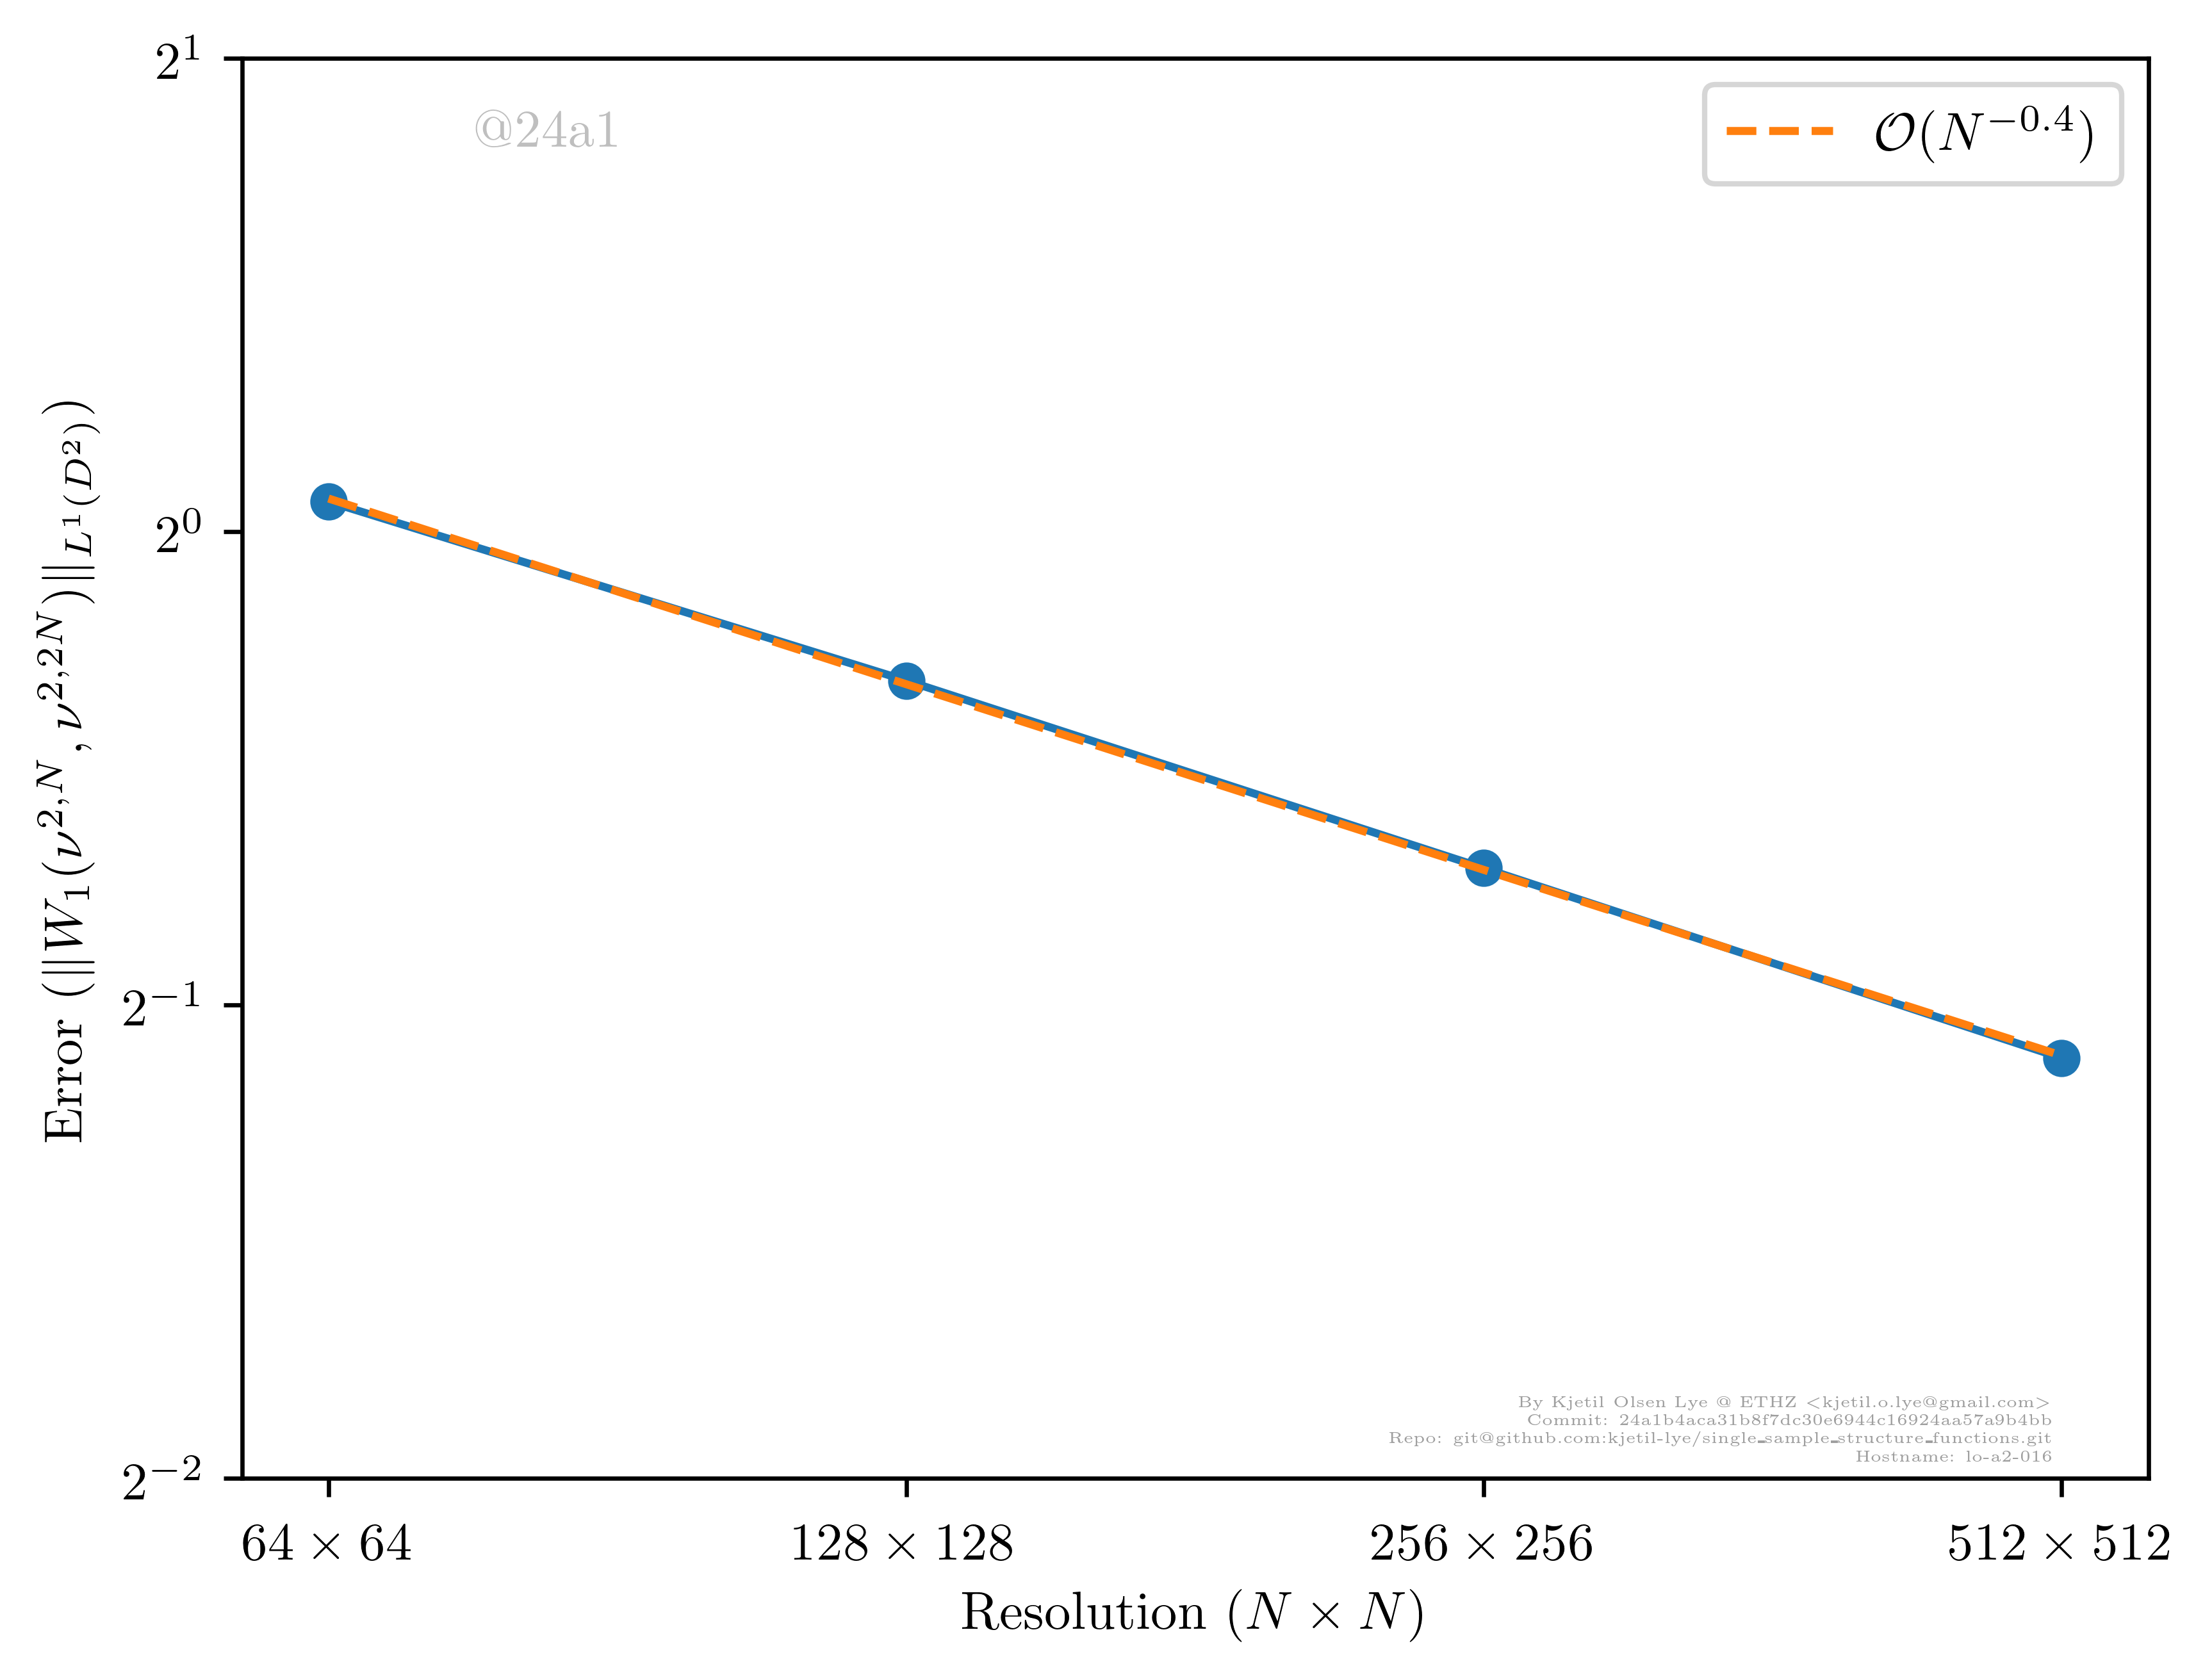 2^1
@24a1
O(N^{-0.4})
2^0
2^{-1}
2^{-2}
Error (||W_1(ν^{2,N}, ν^{2,2N})||_{L^1(D^2)})
By Kjetil Olsen Lye @ ETHZ <kjetil.o.lye@gmail.com>
Commit: 24a1b4aca31b8f7dc30e6944c16924aa57a9b4bb
Repo: git@github.com:kjetil-lye/single_sample_structure_functions.git
Hostname: lo-a2-016
64 × 64 128 × 128 256 × 256 512 × 512
Resolution (N × N)